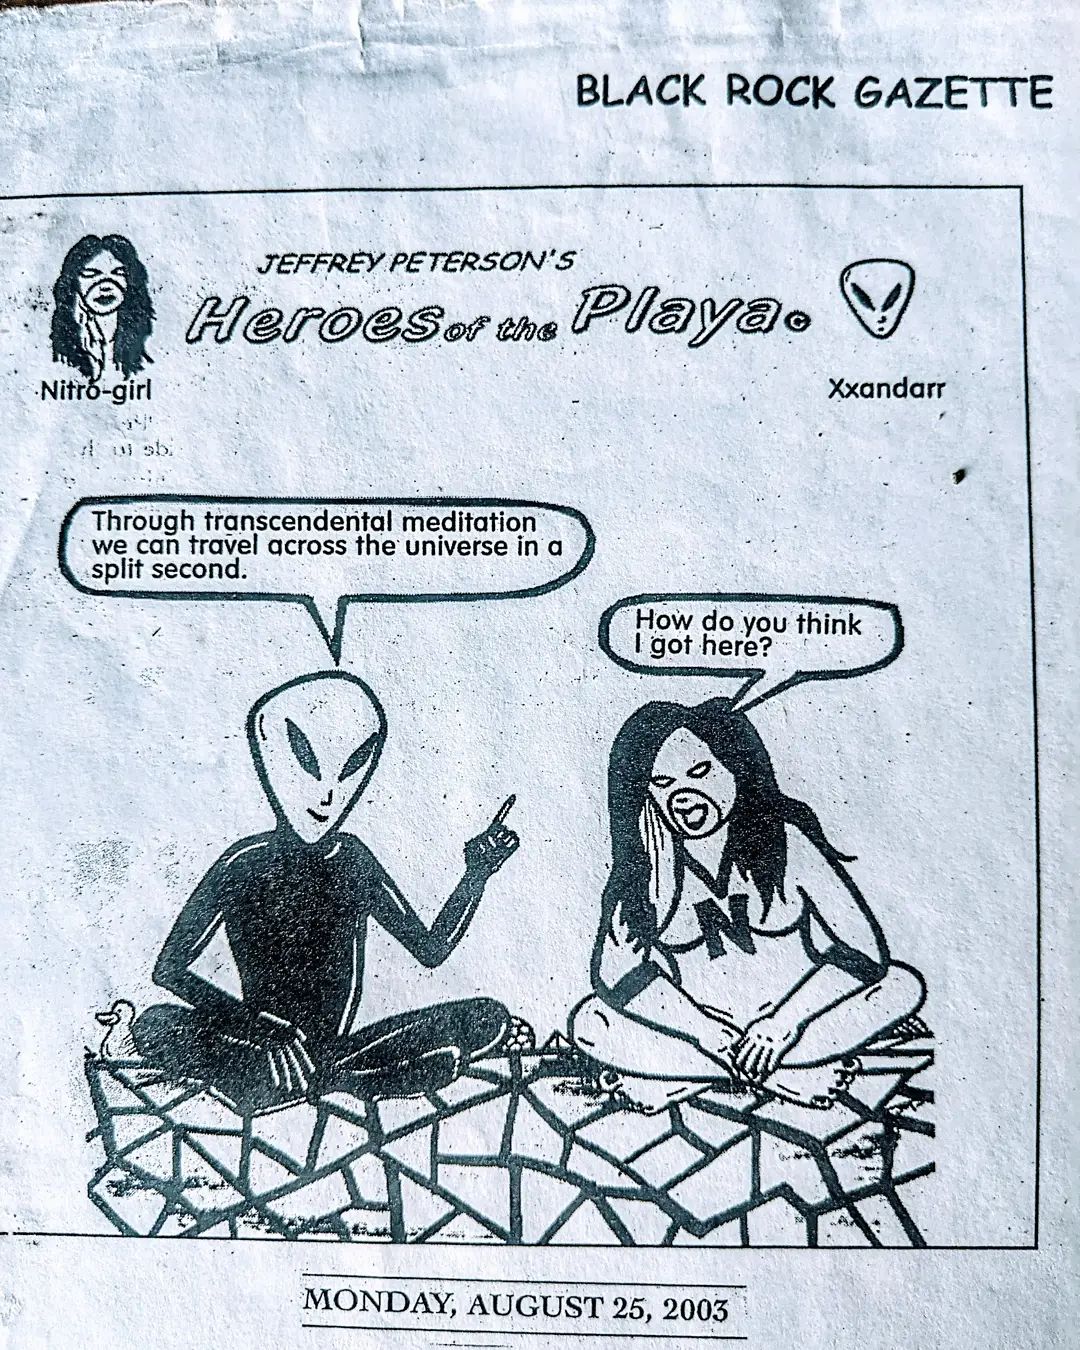 BLACK ROCK GAZETTE
JEFFREY PETERSON'S
Heroes of the Playa. ©
Nitro-girl
Xxandarr
Through transcendental meditation
we can travel across the universe in a
split second.
How do you think
I got here?
N
MONDAY, AUGUST 25, 2003